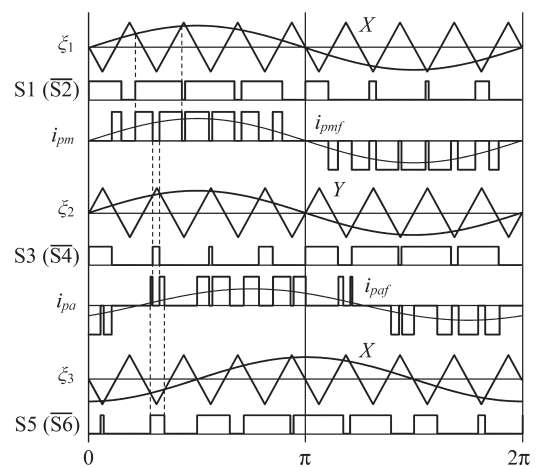 X
ξ1
S1 (S̅2̅)
ipm
ipmf
Y
ξ2
S3 (S̅4̅)
ipa
ipaf
X
ξ3
S5 (S̅6̅)
0
π
2π